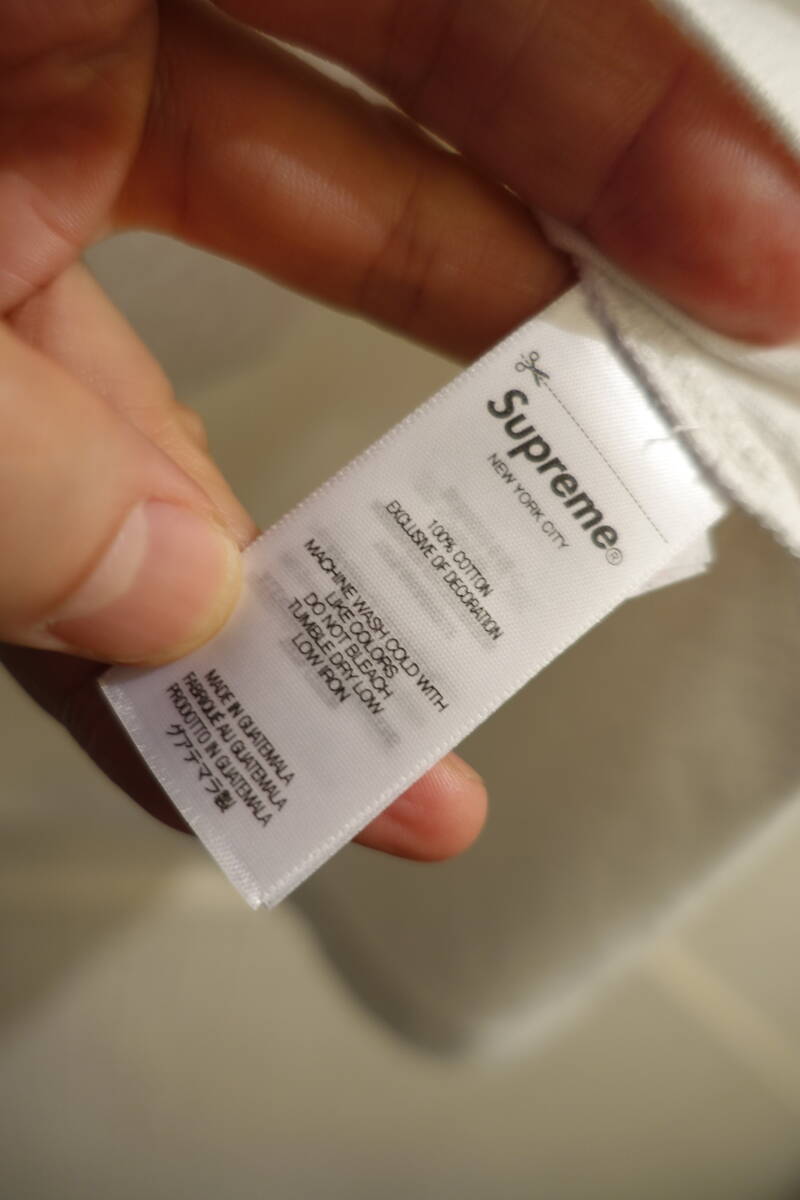 Supreme®
NEW YORK CITY
100% COTTON
EXCLUSIVE OF DECORATION
MACHINE WASH COLD WITH
LIKE COLORS
DO NOT BLEACH
TUMBLE DRY LOW
LOW IRON
MADE IN GUATEMALA
FABRIQUÉ AU GUATEMALA
PRODOTTO IN GUATEMALA
グアテマラ製